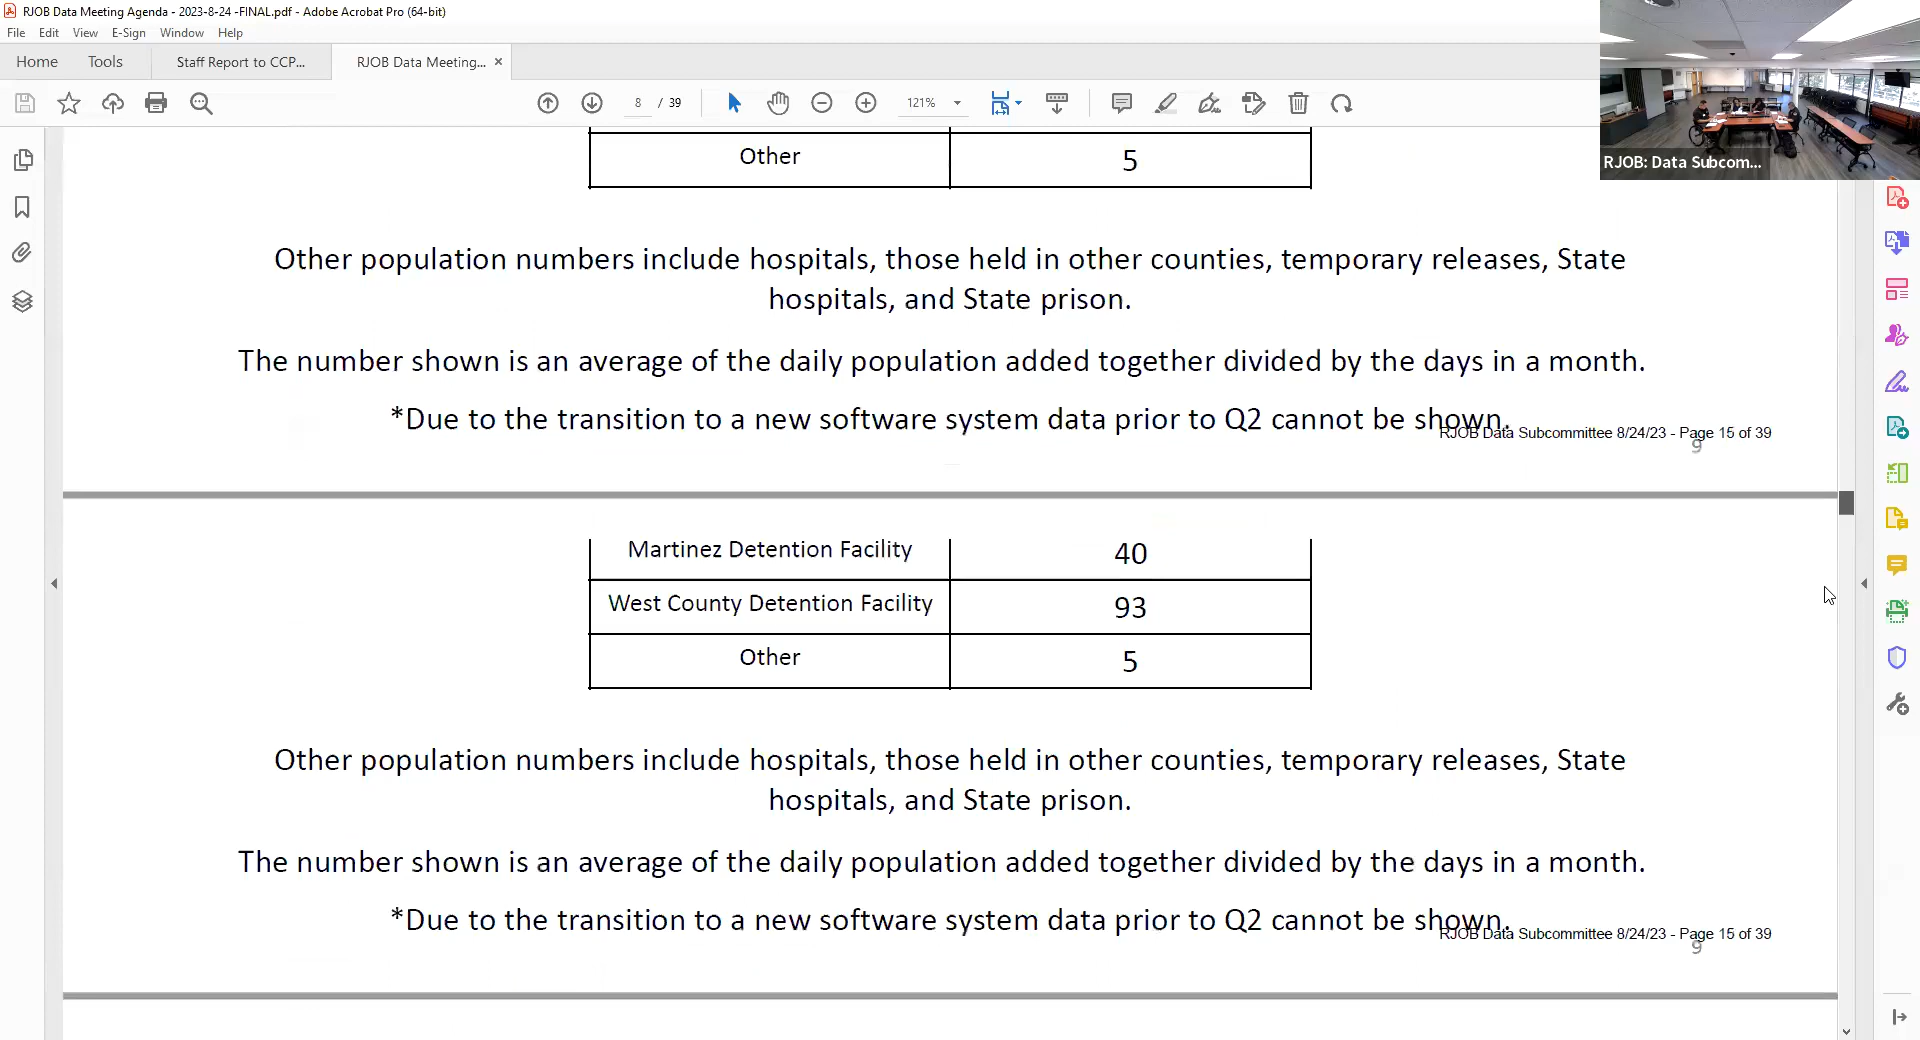 RJOB Data Meeting Agenda - 2023-8-24 -FINAL.pdf - Adobe Acrobat Pro (64-bit)
File Edit View E-Sign Window Help
Home Tools Staff Report to CCP... RJOB Data Meeting... ×
8 / 39 121%
RJOB: Data Subcom...
Other 5
Other population numbers include hospitals, those held in other counties, temporary releases, State
hospitals, and State prison.
The number shown is an average of the daily population added together divided by the days in a month.
*Due to the transition to a new software system data prior to Q2 cannot be shown.
RJOB Data Subcommittee 8/24/23 - Page 15 of 39
9
Martinez Detention Facility 40
West County Detention Facility 93
Other 5
Other population numbers include hospitals, those held in other counties, temporary releases, State
hospitals, and State prison.
The number shown is an average of the daily population added together divided by the days in a month.
*Due to the transition to a new software system data prior to Q2 cannot be shown.
RJOB Data Subcommittee 8/24/23 - Page 15 of 39
9